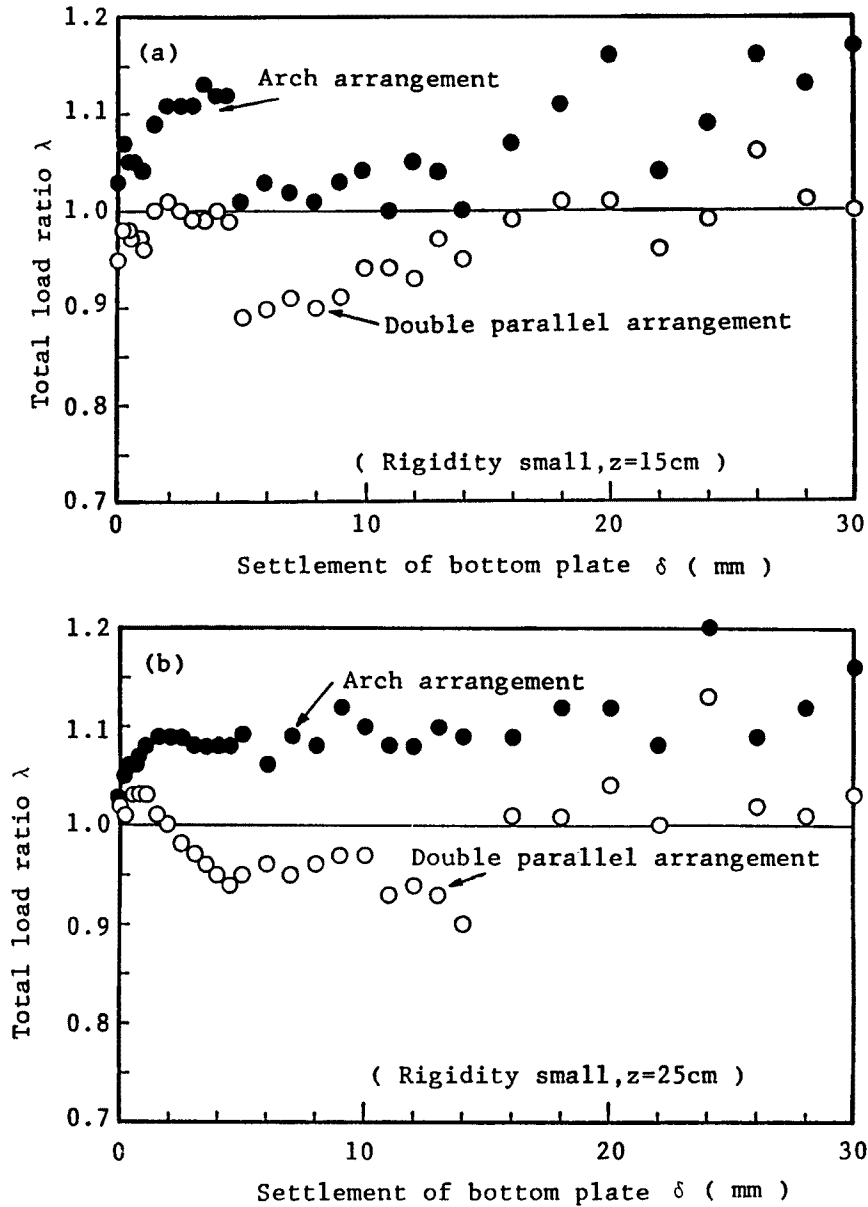 1.2
(a)
Arch arrangement
1.1
1.0
0.9
Double parallel arrangement
0.8
( Rigidity small,z=15cm )
0.7
0 10 20 30
Total load ratio λ
Settlement of bottom plate δ ( mm )
1.2
(b)
Arch arrangement
1.1
1.0
Double parallel arrangement
0.9
0.8
( Rigidity small,z=25cm )
0.7
0 10 20 30
Total load ratio λ
Settlement of bottom plate δ ( mm )